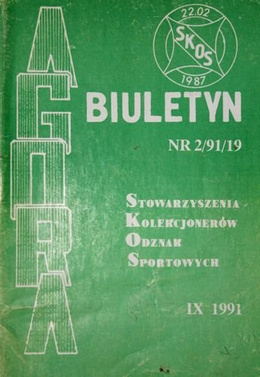 AGORA
22.02
SKOS
1987
BIULETYN
NR 2/91/19
STOWARZYSZENIA
KOLEKCJONERÓW
ODZNAK
SPORTOWYCH
IX 1991